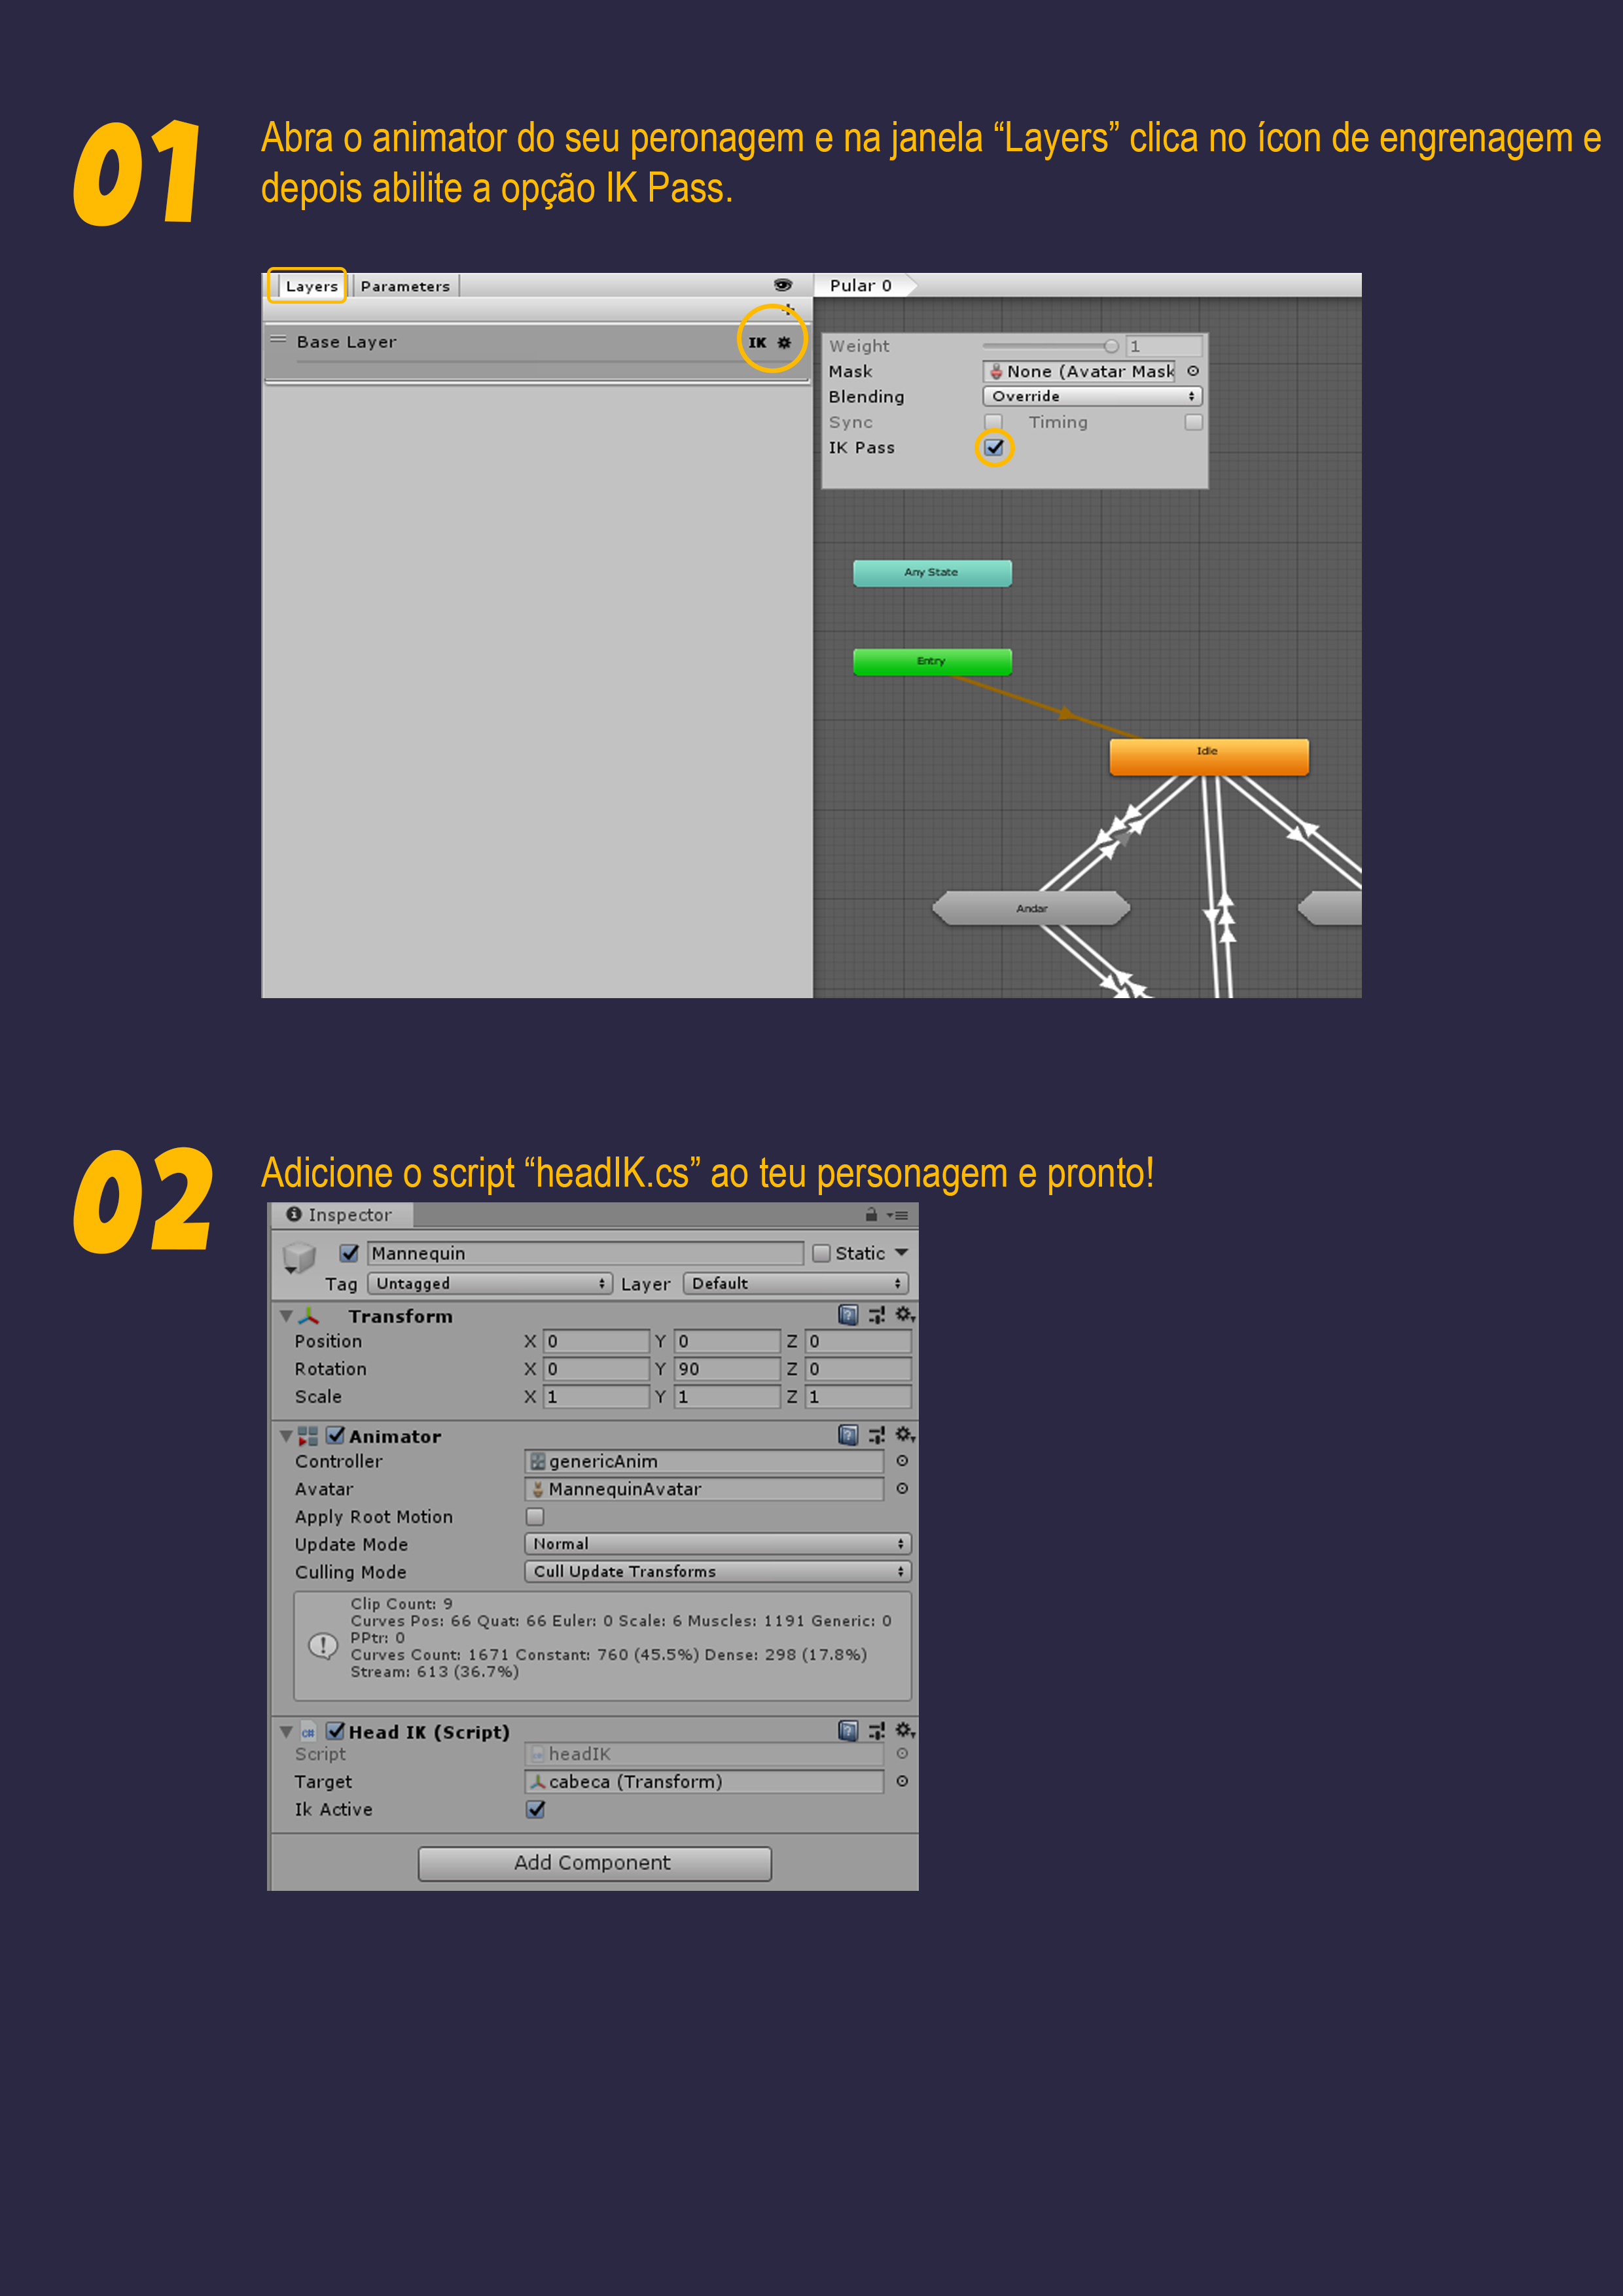 01
Abra o animator do seu peronagem e na janela “Layers” clica no ícon de engrenagem e
depois abilite a opção IK Pass.
Layers Parameters
Pular 0
Base Layer IK
Weight 1
Mask None (Avatar Mask
Blending Override
Sync Timing
IK Pass
Any State
Entry
Idle
Andar
02
Adicione o script “headIK.cs” ao teu personagem e pronto!
Inspector
Mannequin Static
Tag Untagged Layer Default
Transform
Position X 0 Y 0 Z 0
Rotation X 0 Y 90 Z 0
Scale X 1 Y 1 Z 1
Animator
Controller genericAnim
Avatar MannequinAvatar
Apply Root Motion
Update Mode Normal
Culling Mode Cull Update Transforms
Clip Count: 9
Curves Pos: 66 Quat: 66 Euler: 0 Scale: 6 Muscles: 1191 Generic: 0
PPtr: 0
Curves Count: 1671 Constant: 760 (45.5%) Dense: 298 (17.8%)
Stream: 613 (36.7%)
C# Head IK (Script)
Script headIK
Target cabeca (Transform)
Ik Active
Add Component